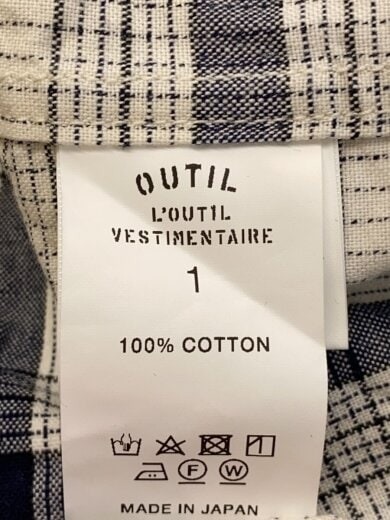 OUTIL
L'OUTIL
VESTIMENTAIRE
1
100% COTTON
F W
MADE IN JAPAN